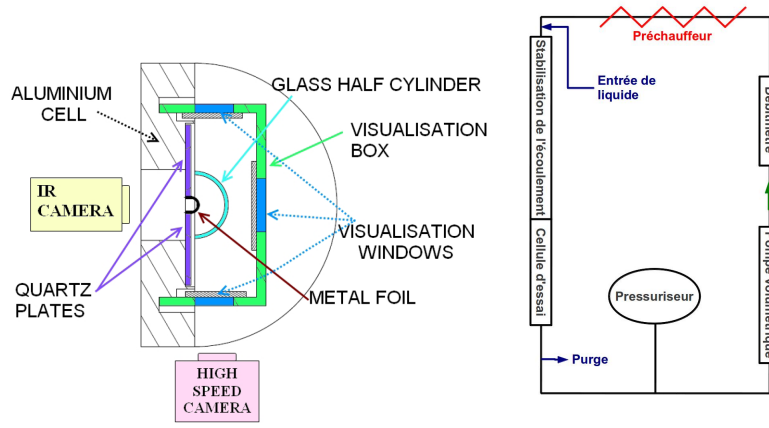 GLASS HALF CYLINDER
ALUMINIUM
CELL
VISUALISATION
BOX
IR
CAMERA
VISUALISATION
WINDOWS
QUARTZ
PLATES
METAL FOIL
HIGH
SPEED
CAMERA
Préchauffeur
Stabilisation de l'écoulement
Entrée de
liquide
Cellule d'essai
Pressuriseur
Purge